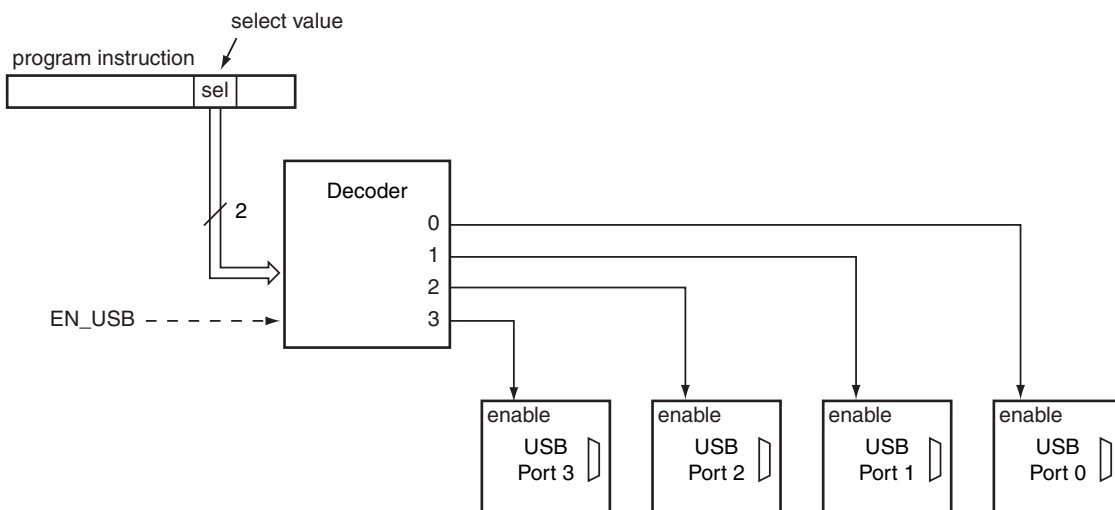 select value
program instruction
sel
2
Decoder
0
1
2
3
EN_USB
enable
USB
Port 3
enable
USB
Port 2
enable
USB
Port 1
enable
USB
Port 0